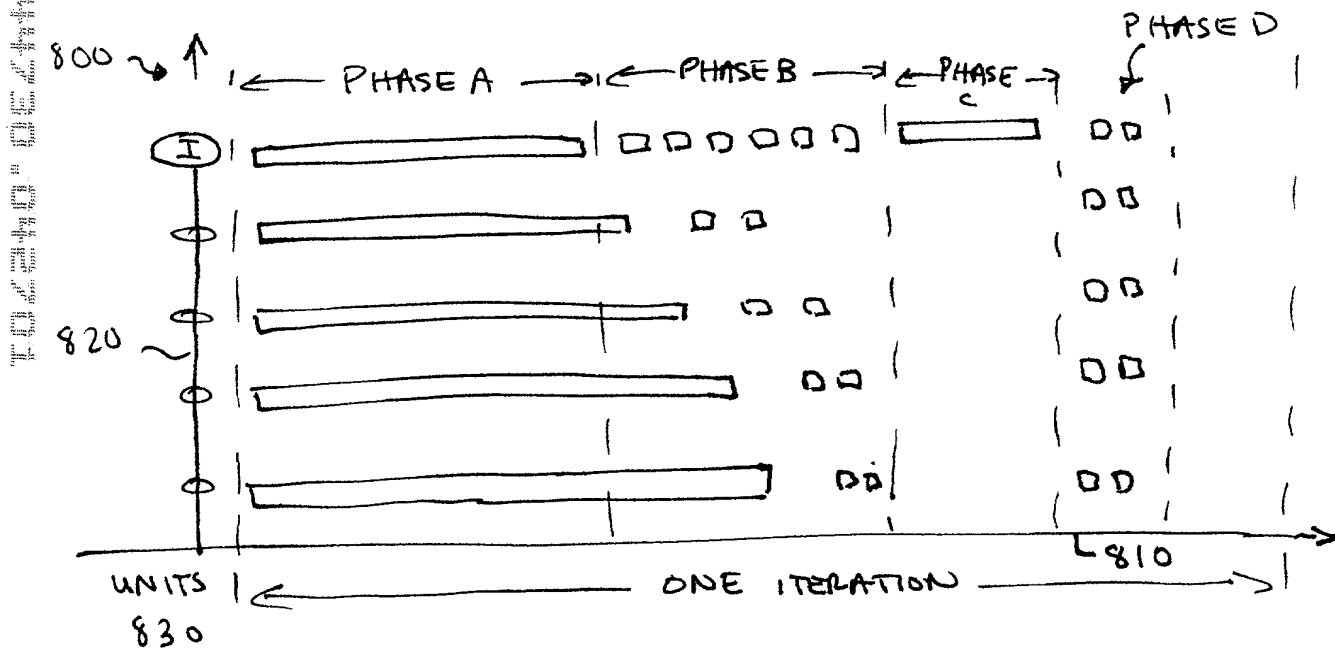 PHASE D
800
PHASE A
PHASE B
PHASE
C
I
820
810
UNITS
830
ONE ITERATION